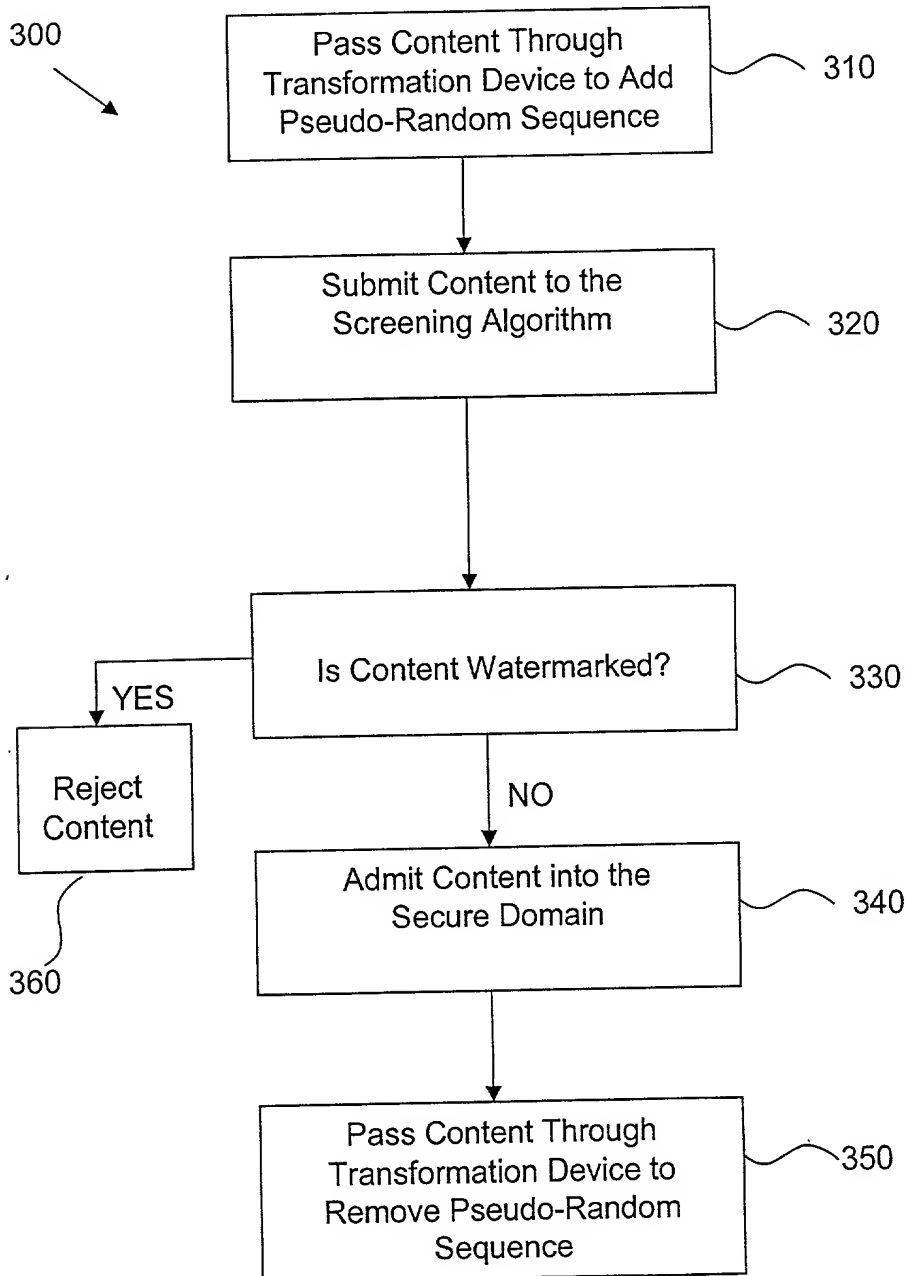 300
Pass Content Through
Transformation Device to Add
Pseudo-Random Sequence
310
Submit Content to the
Screening Algorithm
320
Is Content Watermarked?
330
YES
Reject
Content
360
NO
Admit Content into the
Secure Domain
340
Pass Content Through
Transformation Device to
Remove Pseudo-Random
Sequence
350